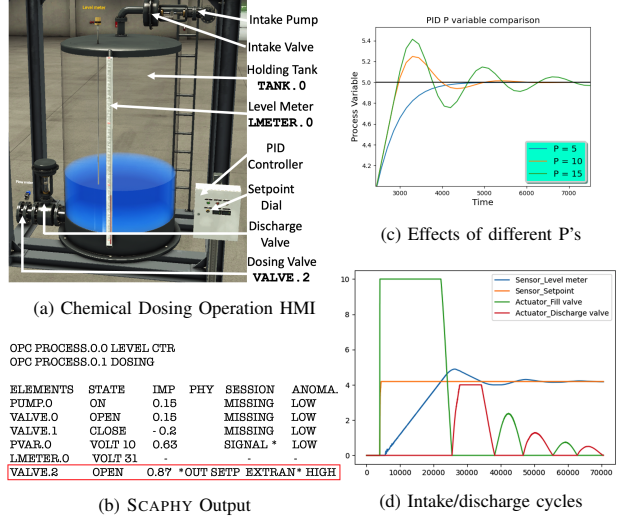 Level meter
Intake Pump
Intake Valve
Holding Tank
TANK.0
Level Meter
LMETER.0
PID
Controller
Setpoint
Dial
Discharge
Valve
Dosing Valve
VALVE.2
(a) Chemical Dosing Operation HMI
OPC PROCESS.0.0 LEVEL CTR
OPC PROCESS.0.1 DOSING
ELEMENTS STATE IMP PHY SESSION ANOMA.
PUMP.0 ON 0.15 MISSING LOW
VALVE.0 OPEN 0.15 MISSING LOW
VALVE.1 CLOSE - 0.2 MISSING LOW
PVAR.0 VOLT 10 0.63 SIGNAL * LOW
LMETER.0 VOLT 31 - - - -
VALVE.2 OPEN 0.87 *OUT SETP EXTRAN* HIGH
(b) SCAPHY Output
PID P variable comparison
Process Variable
5.4
5.2
5.0
4.8
4.6
4.4
4.2
P = 5
P = 10
P = 15
3000 4000 5000 6000 7000
Time
(c) Effects of different P's
Sensor_Level meter
Sensor_Setpoint
Actuator_Fill valve
Actuator_Discharge valve
10
8
6
4
2
0
0 10000 20000 30000 40000 50000 60000 70000
(d) Intake/discharge cycles